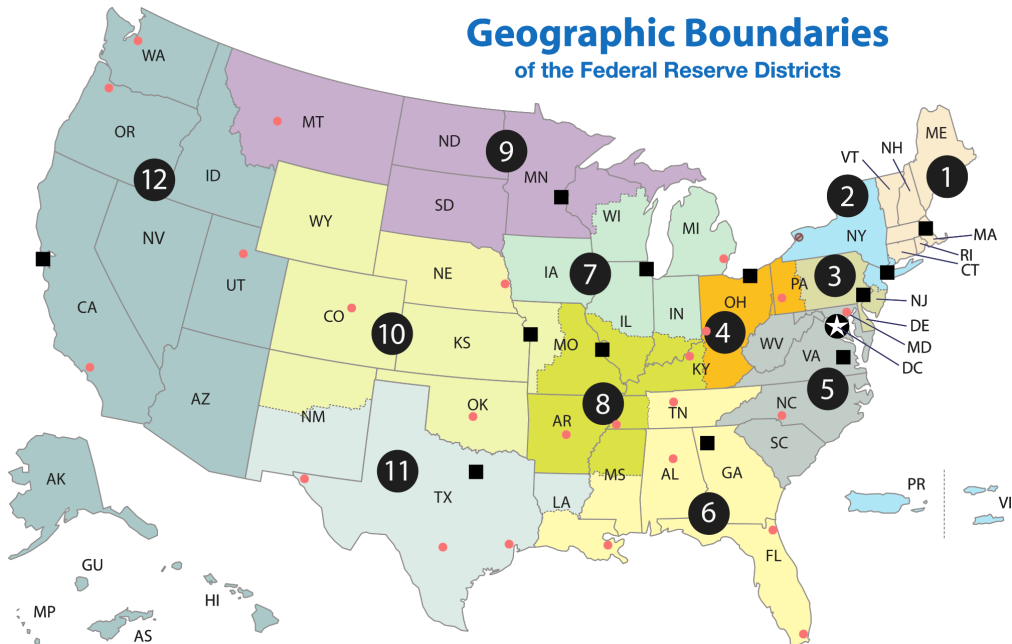 Geographic Boundaries
of the Federal Reserve Districts
WA
OR
ID
MT
ND
MN
9
12
SD
WY
NV
UT
CA
AZ
CO
10
NE
KS
NM
OK
11
TX
IA
7
WI
MI
IL
IN
MO
8
AR
LA
MS
TN
KY
4
OH
PA
3
WV
VA
5
NC
SC
AL
GA
6
FL
2
NY
VT
NH
ME
1
MA
RI
CT
NJ
DE
MD
DC
PR
VI
AK
GU
MP
AS
HI